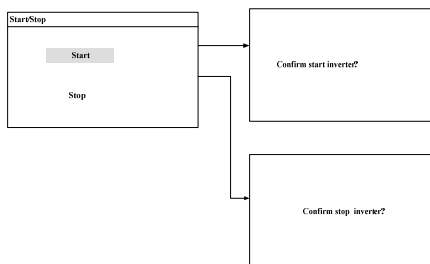 Start/Stop
Start
Stop
Confirm start inverter?
Confirm stop inverter?